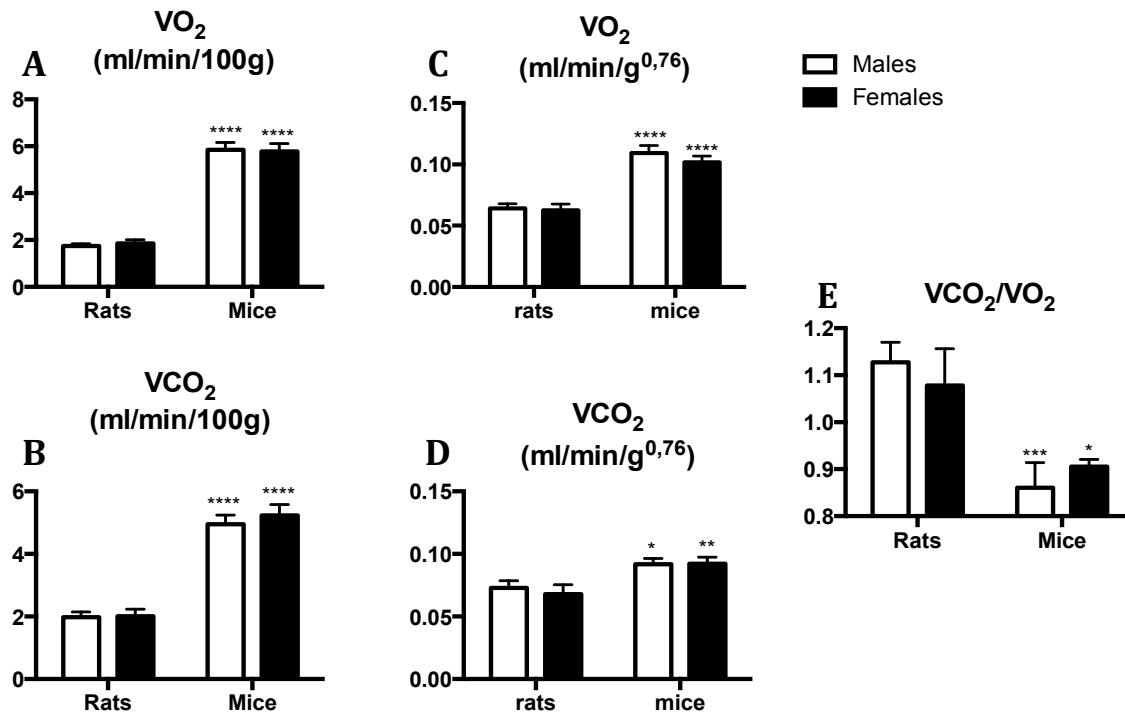 A
VO₂
(ml/min/100g)
8
6
4
2
0
****
****
Rats
Mice
C
VO₂
(ml/min/g⁰,⁷⁶)
0.15
0.10
0.05
0.00
****
****
rats
mice
Males
Females
B
VCO₂
(ml/min/100g)
6
4
2
0
****
****
Rats
Mice
D
VCO₂
(ml/min/g⁰,⁷⁶)
0.15
0.10
0.05
0.00
*
**
rats
mice
E
VCO₂/VO₂
1.2
1.1
1.0
0.9
0.8
***
*
Rats
Mice